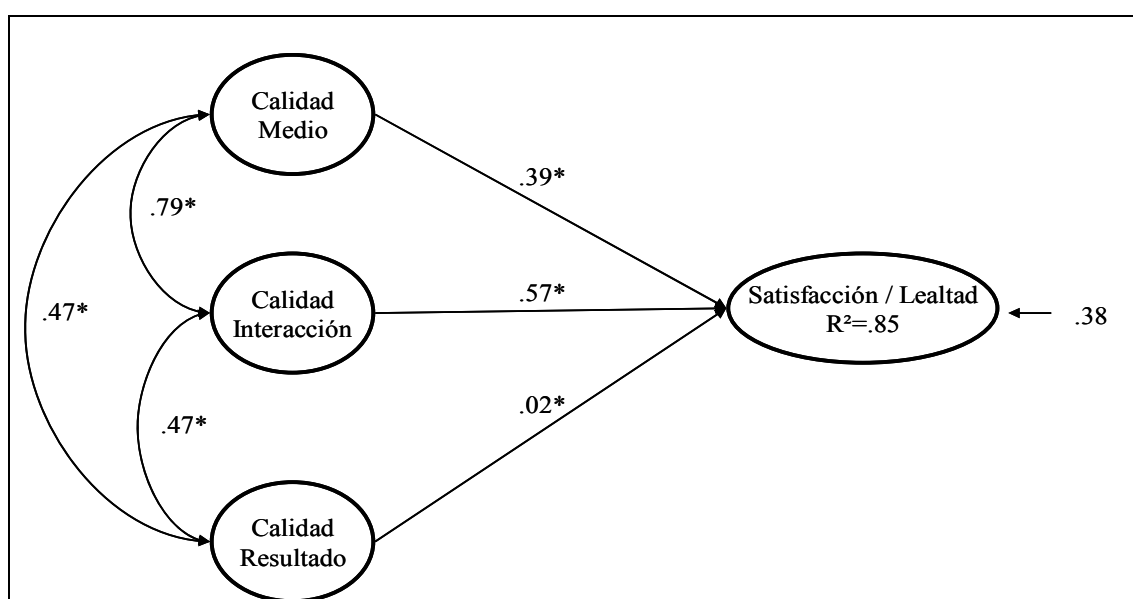 Calidad
Medio
.39*
.79*
Calidad
Interacción
.57*
Satisfacción / Lealtad
R²=.85
.38
.47*
.02*
.47*
Calidad
Resultado